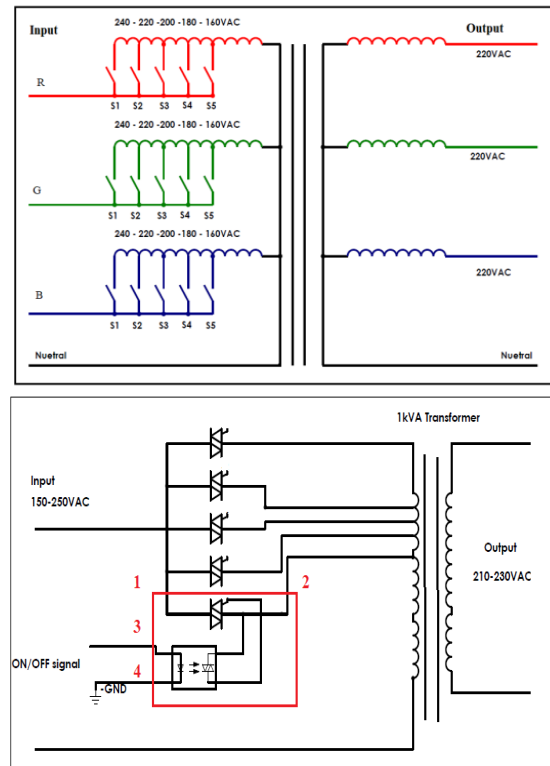 Input
240 - 220 -200 -180 - 160VAC
Output
220VAC
R
S1 S2 S3 S4 S5
240 - 220 -200 -180 - 160VAC
220VAC
G
S1 S2 S3 S4 S5
240 - 220 -200 -180 - 160VAC
220VAC
B
S1 S2 S3 S4 S5
Nuetral
Nuetral
1kVA Transformer
Input
150-250VAC
Output
210-230VAC
1
2
3
ON/OFF signal
4
-GND